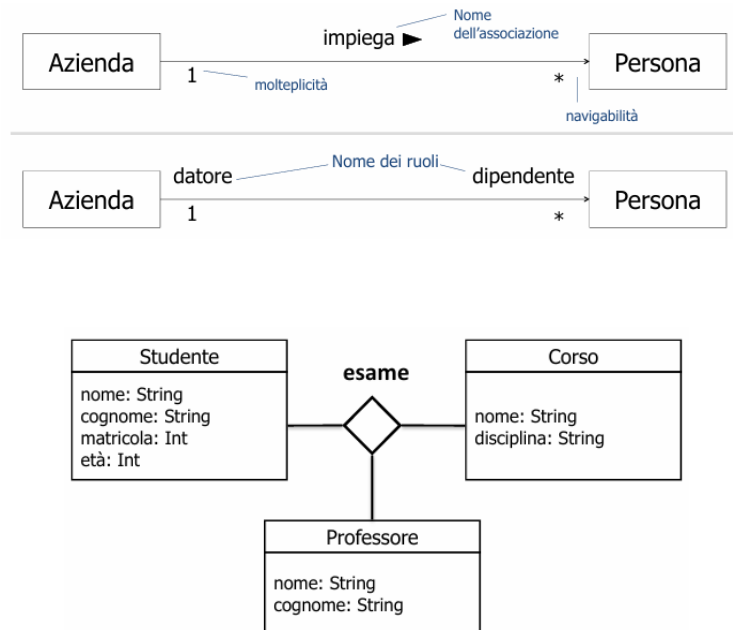 Nome
dell'associazione
impiega ►
Azienda
Persona
1
molteplicità
*
navigabilità
datore
Nome dei ruoli
dipendente
Azienda
Persona
1
*
Studente
nome: String
cognome: String
matricola: Int
età: Int
esame
Corso
nome: String
disciplina: String
Professore
nome: String
cognome: String